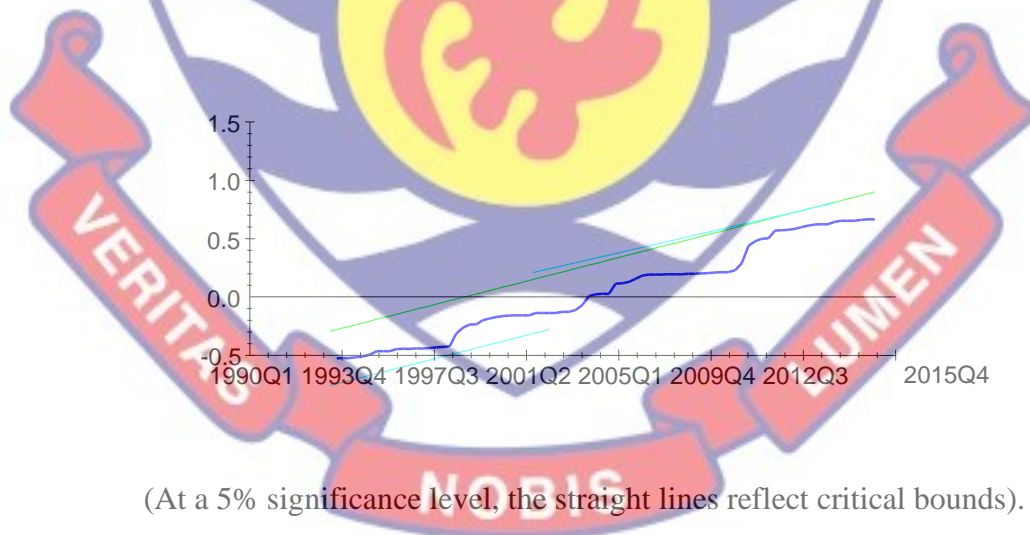 1.5
1.0
0.5
0.0
-0.5
1990Q1 1993Q4 1997Q3 2001Q2 2005Q1 2009Q4 2012Q3 2015Q4
VERITAS
NOBIS
LUMEN
(At a 5% significance level, the straight lines reflect critical bounds).